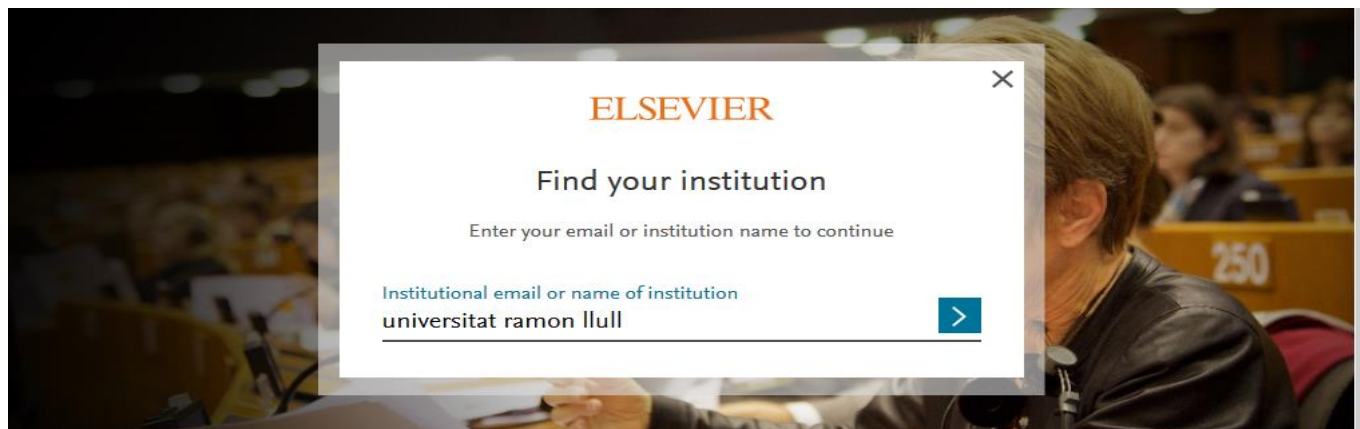 ELSEVIER
Find your institution
Enter your email or institution name to continue
Institutional email or name of institution
universitat ramon llull
250